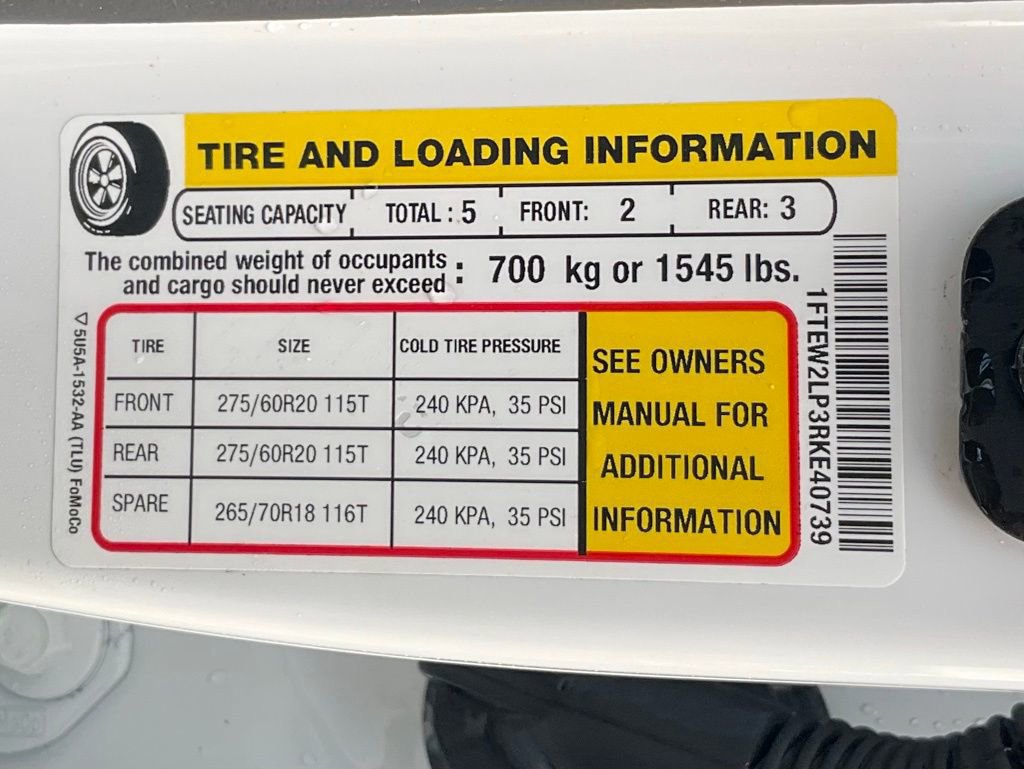 TIRE AND LOADING INFORMATION
SEATING CAPACITY TOTAL : 5 FRONT: 2 REAR: 3
The combined weight of occupants
and cargo should never exceed : 700 kg or 1545 lbs.
TIRE SIZE COLD TIRE PRESSURE
FRONT 275/60R20 115T 240 KPA, 35 PSI
REAR 275/60R20 115T 240 KPA, 35 PSI
SPARE 265/70R18 116T 240 KPA, 35 PSI
SEE OWNERS
MANUAL FOR
ADDITIONAL
INFORMATION
▽5U5A-1532-AA (TLU) FoMoCo
1FTEW2LP3RKE40739